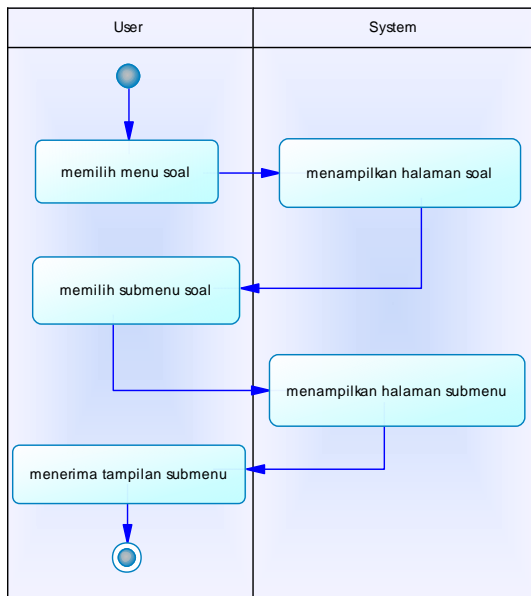 User
System
memilih menu soal
menampilkan halaman soal
memilih submenu soal
menampilkan halaman submenu
menerima tampilan submenu